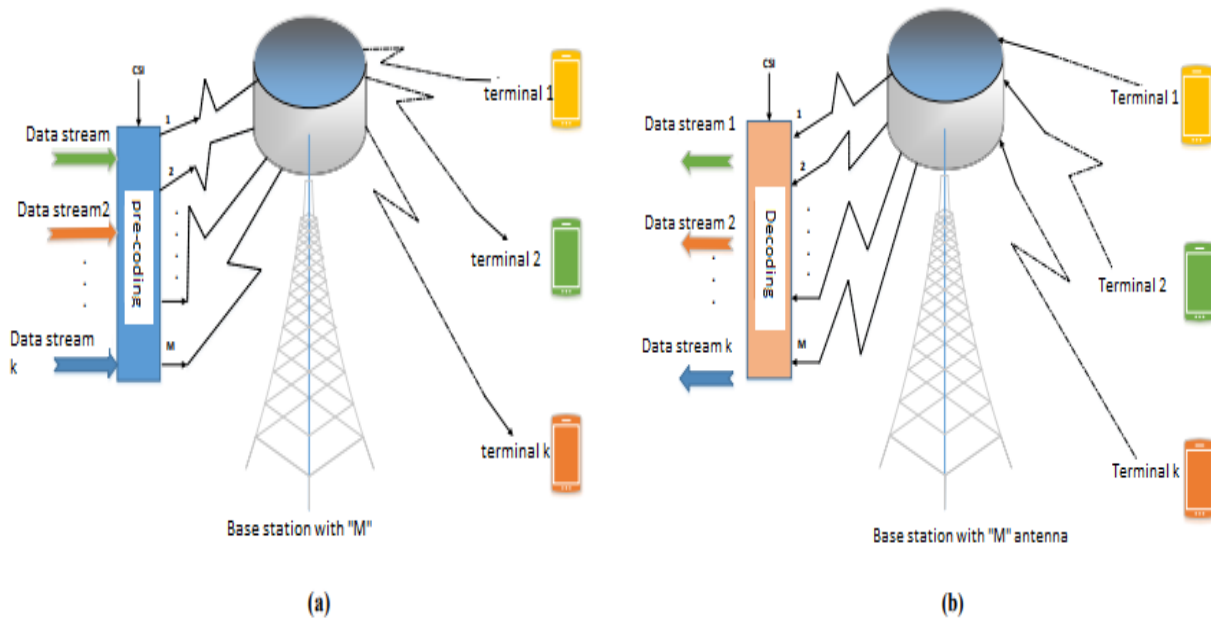 CSI
1
terminal 1
Data stream
2
Data stream2
pre-coding
terminal 2
Data stream
k
M
terminal k
Base station with "M"
(a)
CSI
Terminal 1
1
Data stream 1
2
Data stream 2
Decoding
Terminal 2
Data stream k
M
Terminal k
Base station with "M" antenna
(b)